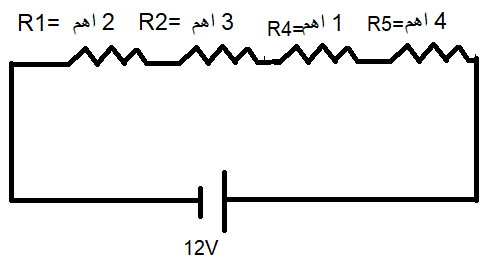 R1= 2 اهم R2= 3 اهم R4= 1 اهم R5= 4 اهم
12V